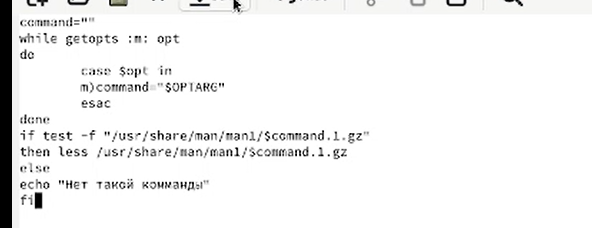 command=""
while getopts :m: opt
do
case $opt in
m)command="$OPTARG"
esac
done
if test -f "/usr/share/man/man1/$command.1.gz"
then less /usr/share/man/man1/$command.1.gz
else
echo "Нет такой комманды"
fi